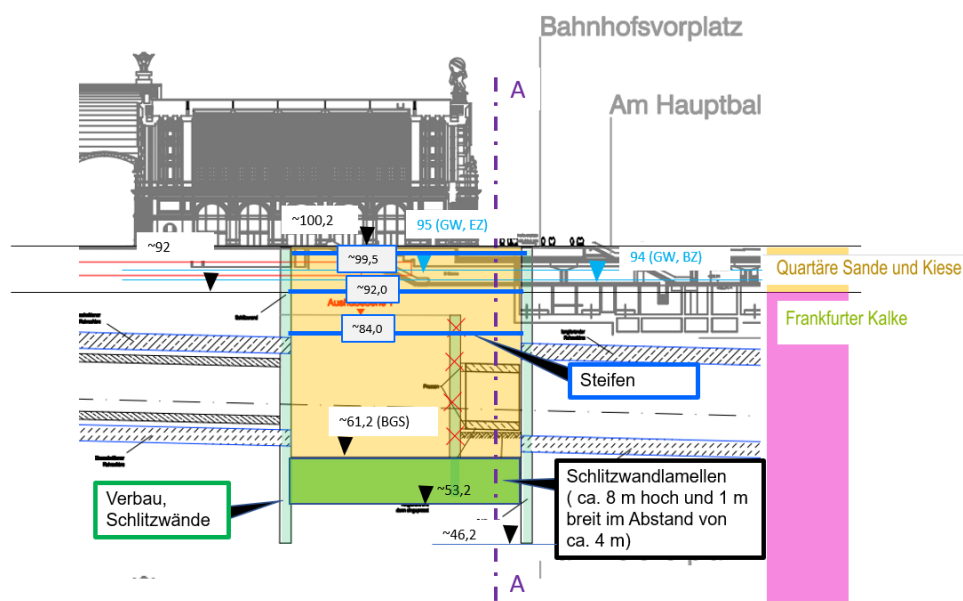 Bahnhofsvorplatz
A
Am Hauptbal
~100,2
95 (GW, EZ)
~92
~99,5
94 (GW, BZ)
Quartäre Sande und Kiese
~92,0
Frankfurter Kalke
~84,0
Steifen
~61,2 (BGS)
Schlitzwandlamellen
( ca. 8 m hoch und 1 m
breit im Abstand von
ca. 4 m)
Verbau,
Schlitzwände
~53,2
~46,2
A